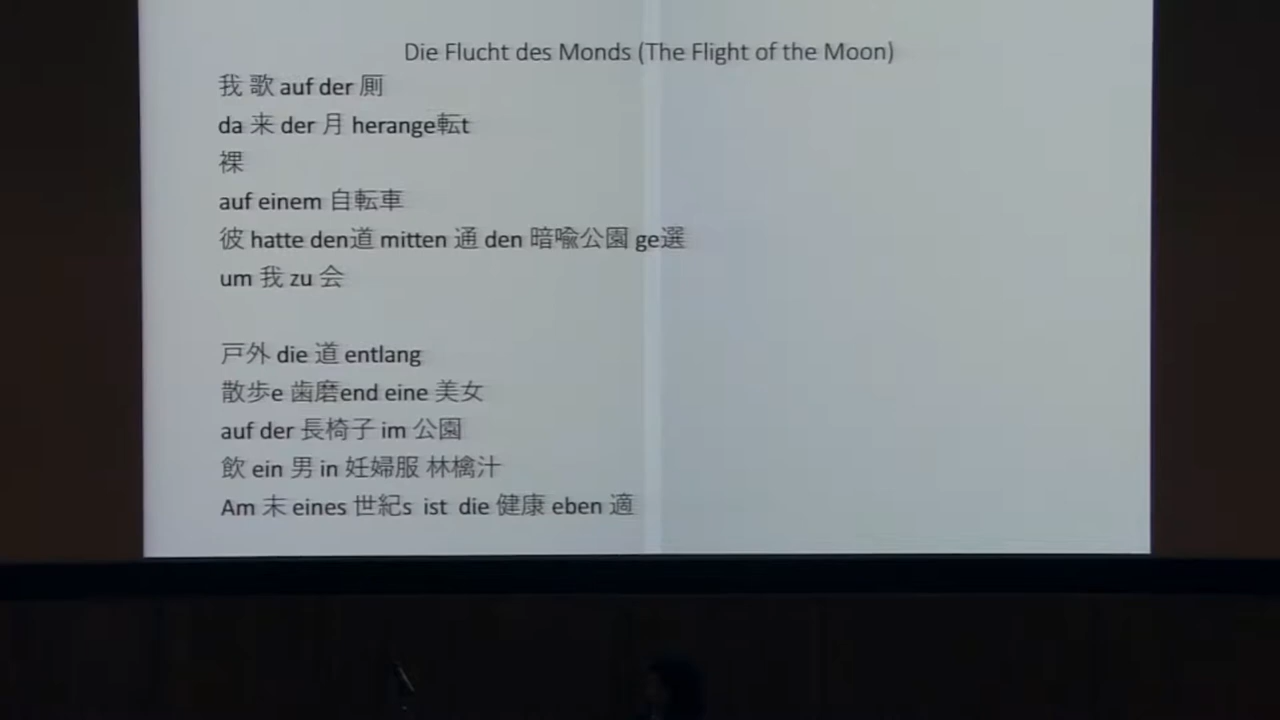 Die Flucht des Monds (The Flight of the Moon)
我 歌 auf der 厠
da 来 der 月 herange転t
裸
auf einem 自転車
彼 hatte den道 mitten 通 den 暗喩公園 ge選
um 我 zu 会
戸外 die 道 entlang
散歩e 歯磨end eine 美女
auf der 長椅子 im 公園
飲 ein 男 in 妊婦服 林檎汁
Am 末 eines 世紀s ist die 健康 eben 適